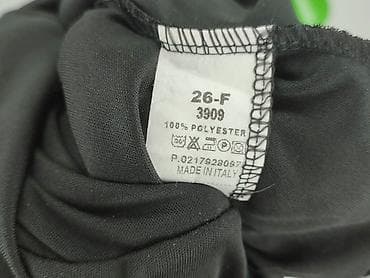 26-F
3909
100% POLYESTER
MADE IN ITALY